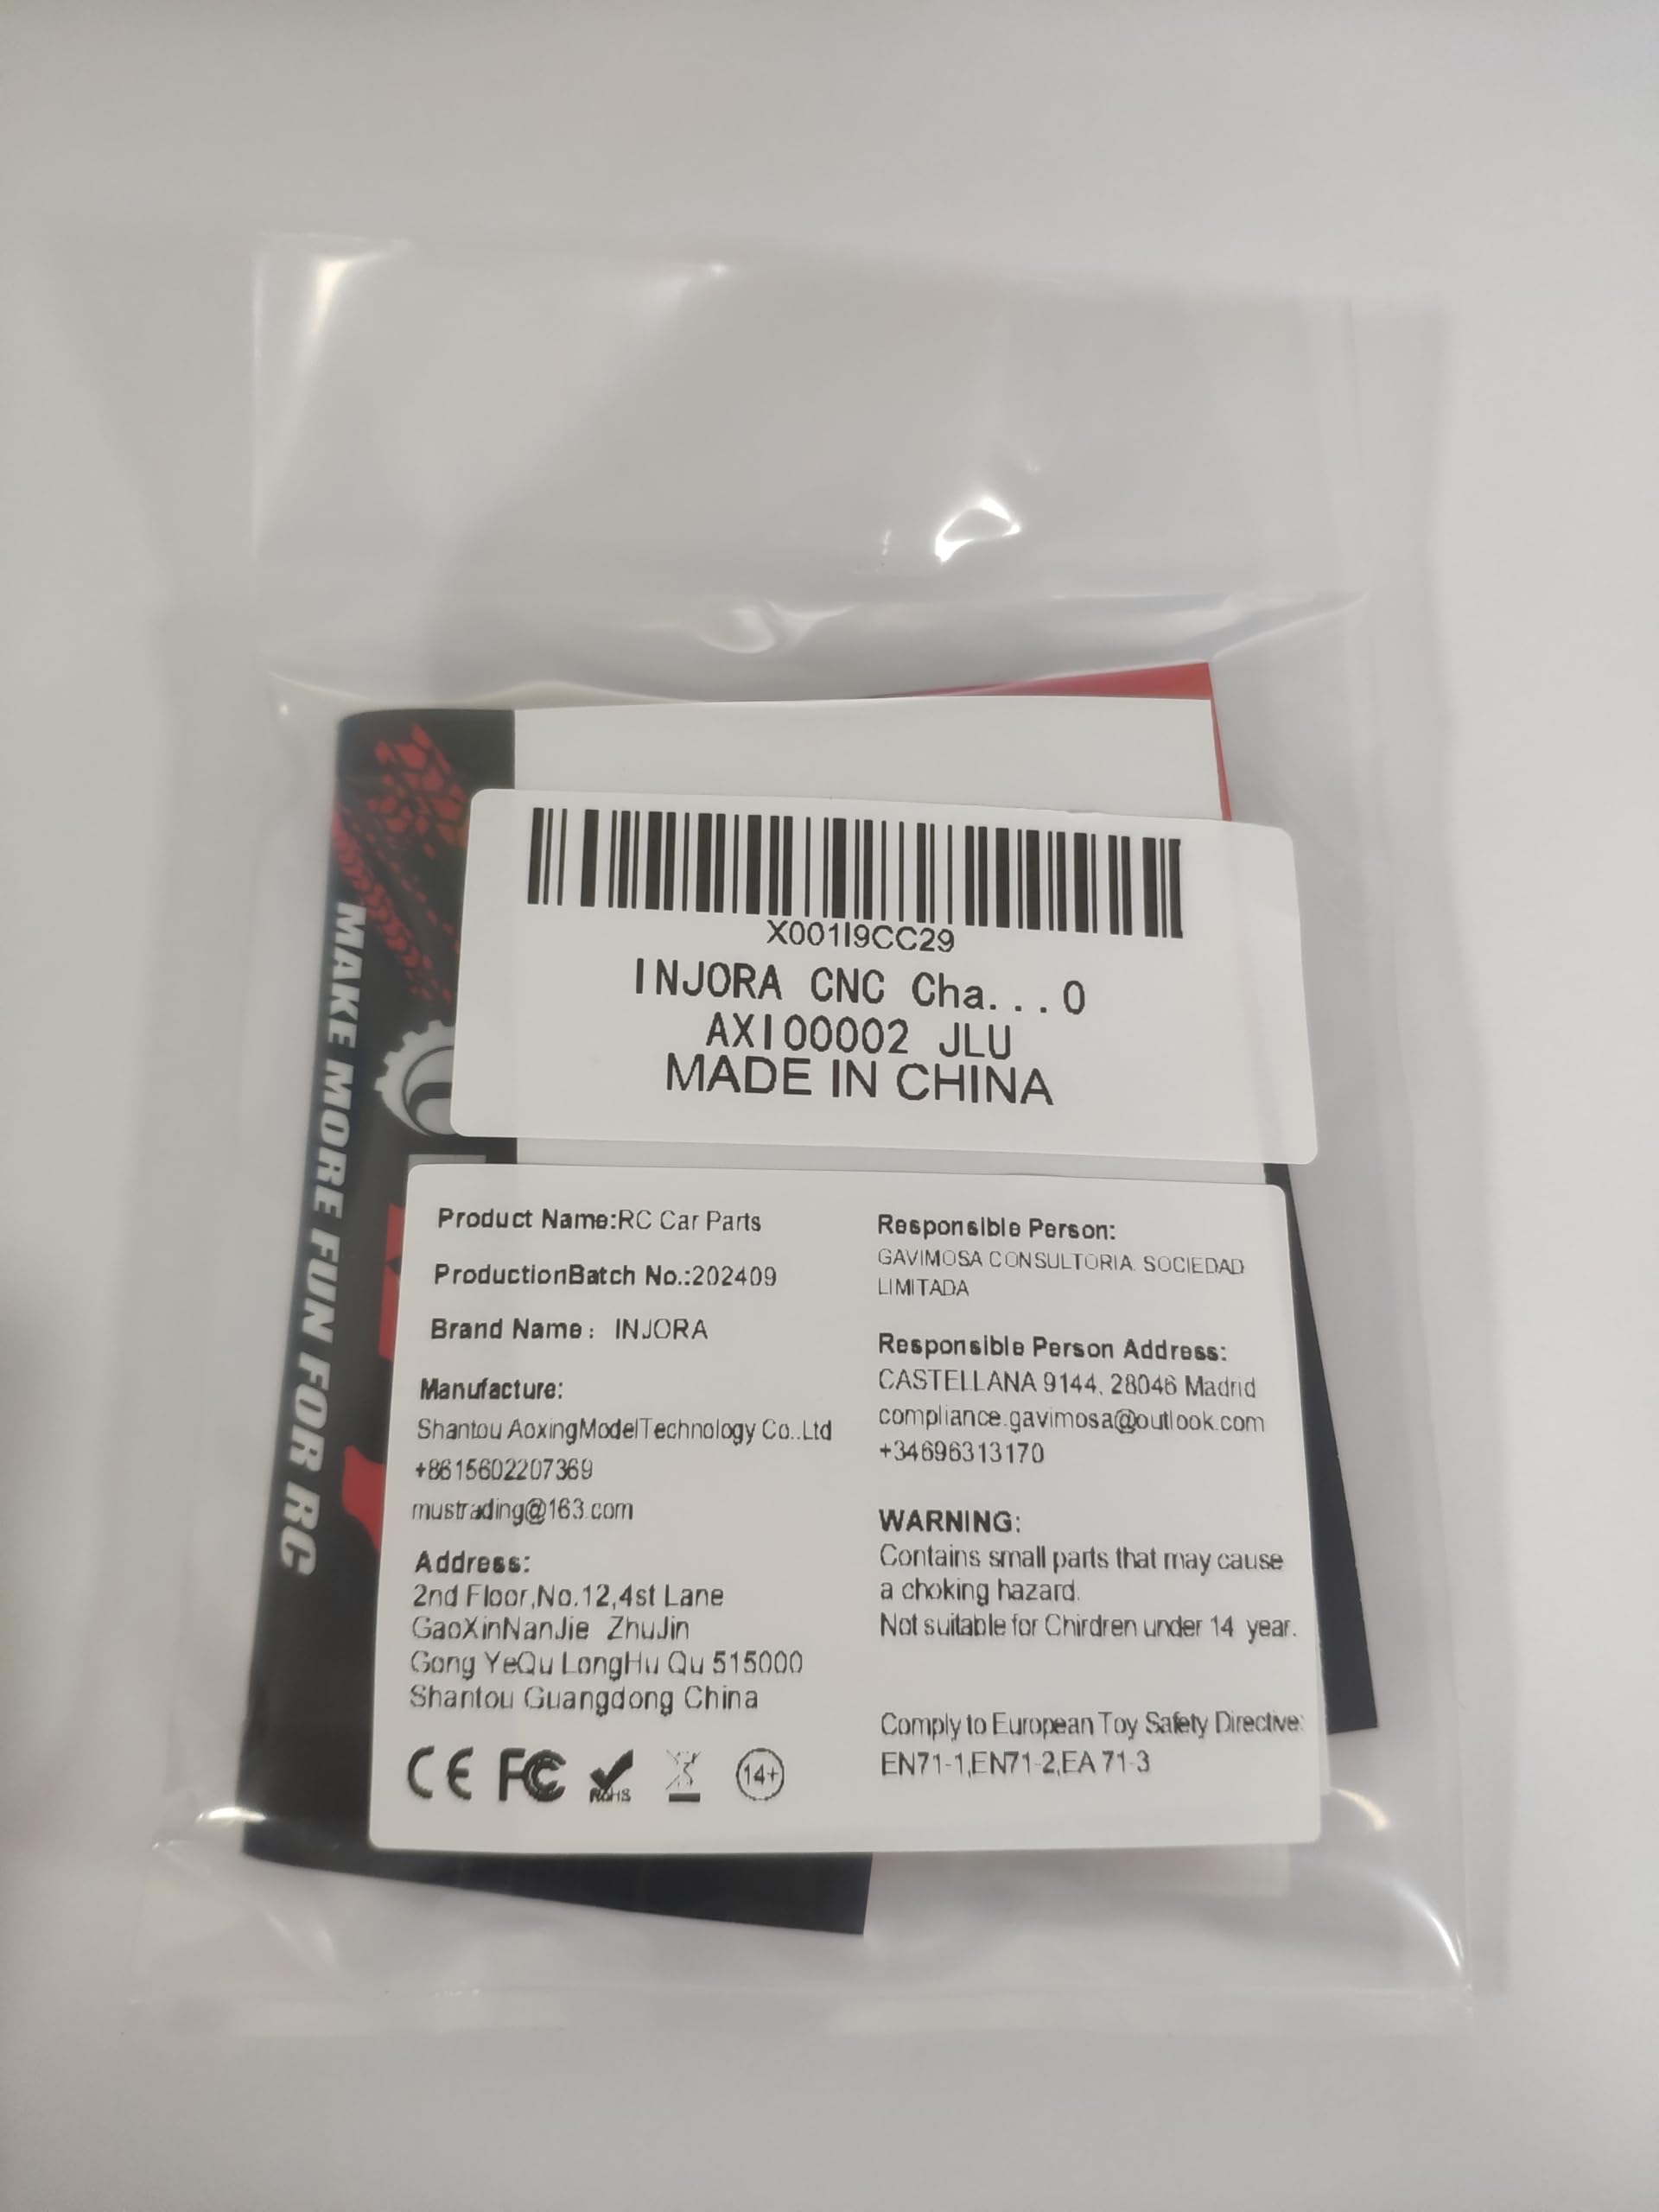 MAKE MORE FUN FOR RC
X001I9CC29
INJORA CNC Cha...0
AXI00002 JLU
MADE IN CHINA
Product Name:RC Car Parts
ProductionBatch No.:202409
Brand Name: INJORA
Manufacture:
Shantou AoxingModelTechnology Co..Ltd
+8615602207369
mustrading@163.com
Address:
2nd Floor,No.12,4st Lane
GaoXinNanJie ZhuJin
Gong YeQu LongHu Qu 515000
Shantou Guangdong China
CE FC RoHS 14+
Responsible Person:
GAVIMOSA CONSULTORIA. SOCIEDAD
LIMITADA
Responsible Person Address:
CASTELLANA 9144, 28046 Madrid
compliance.gavimosa@outlook.com
+34696313170
WARNING:
Contains small parts that may cause
a choking hazard.
Not suitable for Chirdren under 14 year.
Comply to European Toy Safety Directive:
EN71-1,EN71-2,EA 71-3